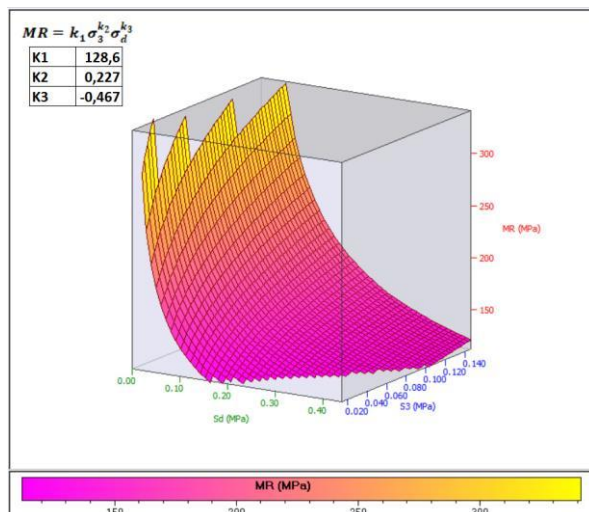 MR = k₁σ₃^{k₂}σ_d^{k₃}
K1 128,6
K2 0,227
K3 -0,467
300
250
200
150
MR (MPa)
0.00
0.10
0.20
0.30
0.40
Sd (MPa)
0.020
0.040
0.060
0.080
0.100
0.120
0.140
S3 (MPa)
MR (MPa)
150 200 250 300